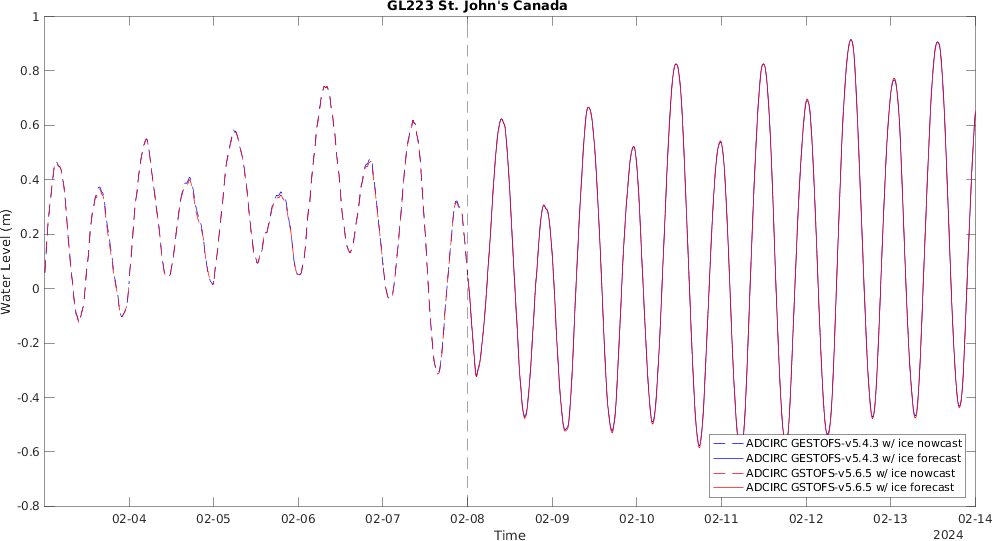 GL223 St. John's Canada
1
0.8
0.6
0.4
0.2
0
-0.2
-0.4
-0.6
-0.8
Water Level (m)
ADCIRC GESTOFS-v5.4.3 w/ ice nowcast
ADCIRC GESTOFS-v5.4.3 w/ ice forecast
ADCIRC GSTOFS-v5.6.5 w/ ice nowcast
ADCIRC GSTOFS-v5.6.5 w/ ice forecast
02-04 02-05 02-06 02-07 02-08 02-09 02-10 02-11 02-12 02-13 02-14
Time
2024